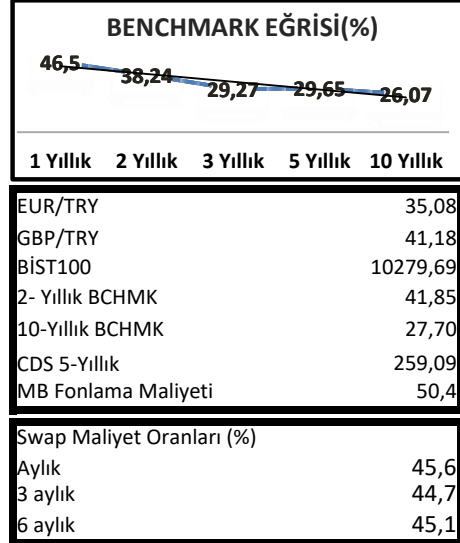 BENCHMARK EĞRİSİ(%)
46,5 38,24 29,27 29,65 26,07
1 Yıllık 2 Yıllık 3 Yıllık 5 Yıllık 10 Yıllık
EUR/TRY 35,08
GBP/TRY 41,18
BİST100 10279,69
2- Yıllık BCHMK 41,85
10-Yıllık BCHMK 27,70
CDS 5-Yıllık 259,09
MB Fonlama Maliyeti 50,4
Swap Maliyet Oranları (%)
Aylık 45,6
3 aylık 44,7
6 aylık 45,1